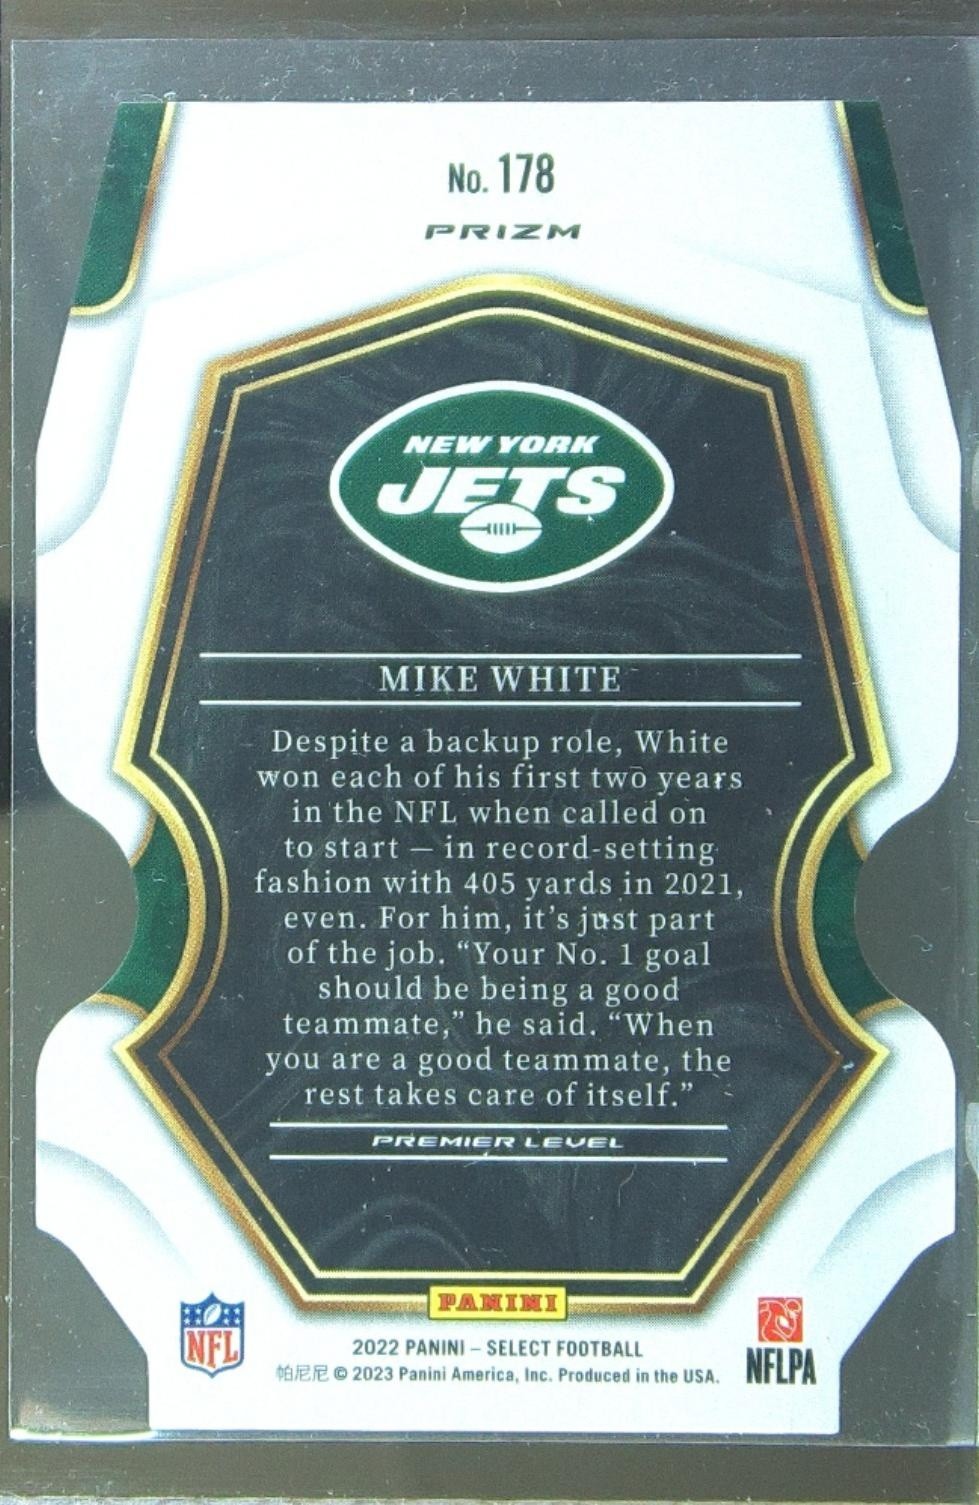 No. 178
PRIZM
NEW YORK
JETS
MIKE WHITE
Despite a backup role, White
won each of his first two years
in the NFL when called on
to start — in record-setting
fashion with 405 yards in 2021,
even. For him, it's just part
of the job. “Your No. 1 goal
should be being a good
teammate,” he said. “When
you are a good teammate, the
rest takes care of itself.”
PREMIER LEVEL
PANINI
NFL
2022 PANINI – SELECT FOOTBALL
帕尼尼 © 2023 Panini America, Inc. Produced in the USA.
NFLPA